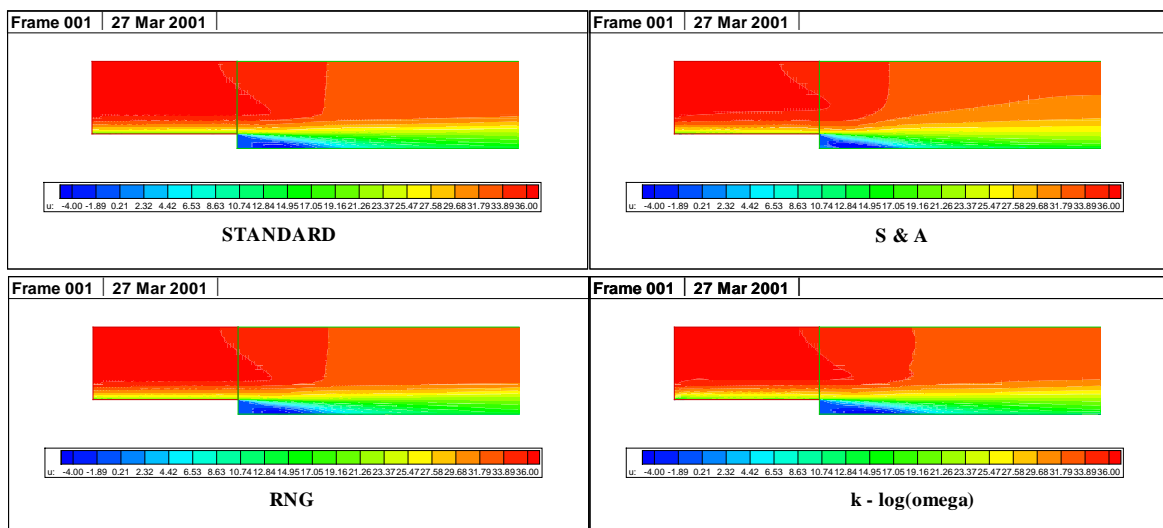 Frame 001 27 Mar 2001
u: -4.00 -1.89 0.21 2.32 4.42 6.53 8.63 10.74 12.84 14.95 17.05 19.16 21.26 23.37 25.47 27.58 29.68 31.79 33.89 36.00
STANDARD
Frame 001 27 Mar 2001
u: -4.00 -1.89 0.21 2.32 4.42 6.53 8.63 10.74 12.84 14.95 17.05 19.16 21.26 23.37 25.47 27.58 29.68 31.79 33.89 36.00
S & A
Frame 001 27 Mar 2001
u: -4.00 -1.89 0.21 2.32 4.42 6.53 8.63 10.74 12.84 14.95 17.05 19.16 21.26 23.37 25.47 27.58 29.68 31.79 33.89 36.00
RNG
Frame 001 27 Mar 2001
u: -4.00 -1.89 0.21 2.32 4.42 6.53 8.63 10.74 12.84 14.95 17.05 19.16 21.26 23.37 25.47 27.58 29.68 31.79 33.89 36.00
k - log(omega)